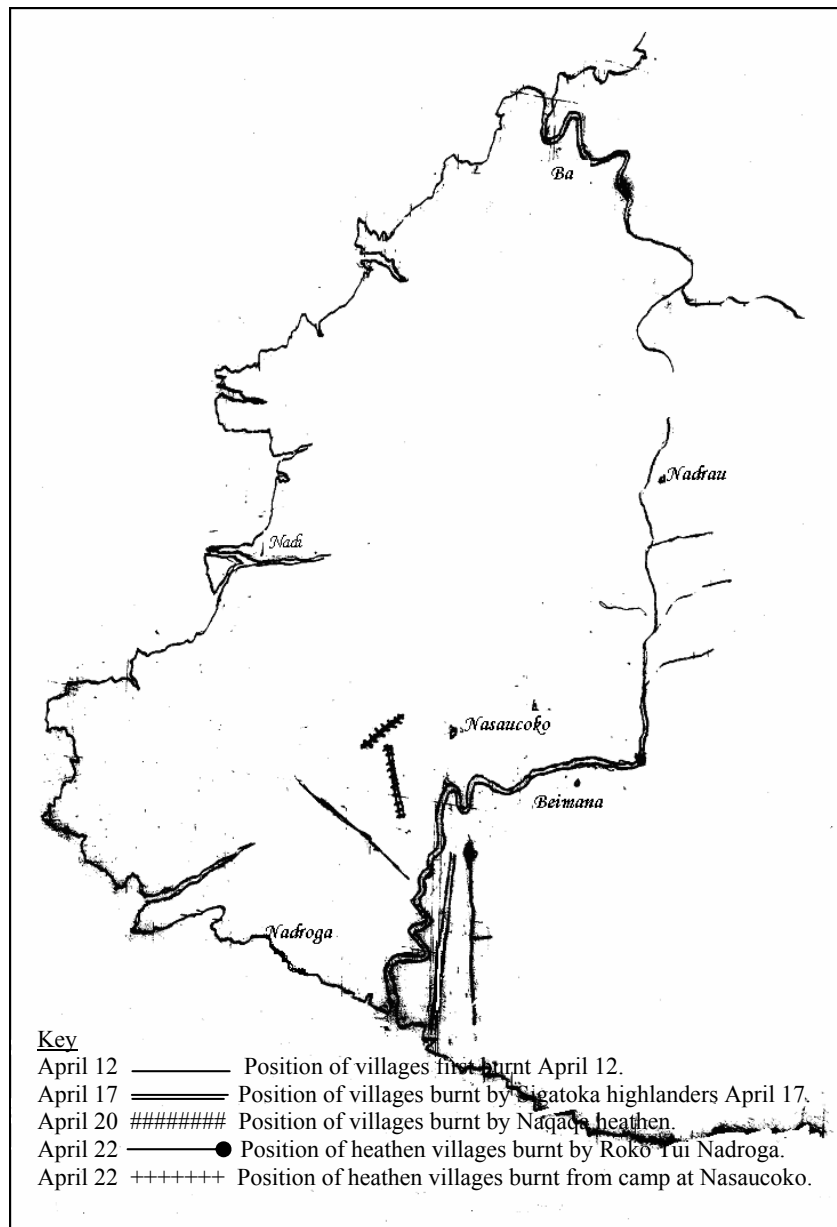 Ba
Nadrau
Nadi
Nasaucoko
Beimana
Nadroga
Key
April 12 Position of villages first burnt April 12.
April 17 Position of villages burnt by Sigatoka highlanders April 17.
April 20 ######## Position of villages burnt by Naqaqa heathen.
April 22 Position of heathen villages burnt by Roko Tui Nadroga.
April 22 +++++++ Position of heathen villages burnt from camp at Nasaucoko.